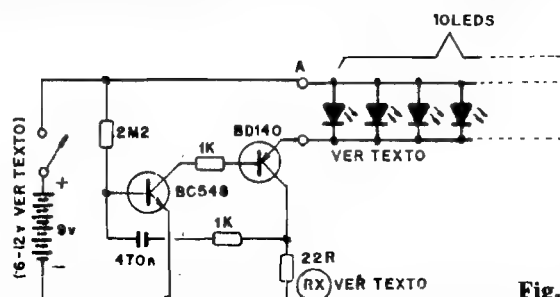 10LEDS
A
2M2
1K
BD140
VER TEXTO
BC548
(6-12v VER TEXTO)
+
9v
-
470n
1K
22R
RX VER TEXTO
Fig.